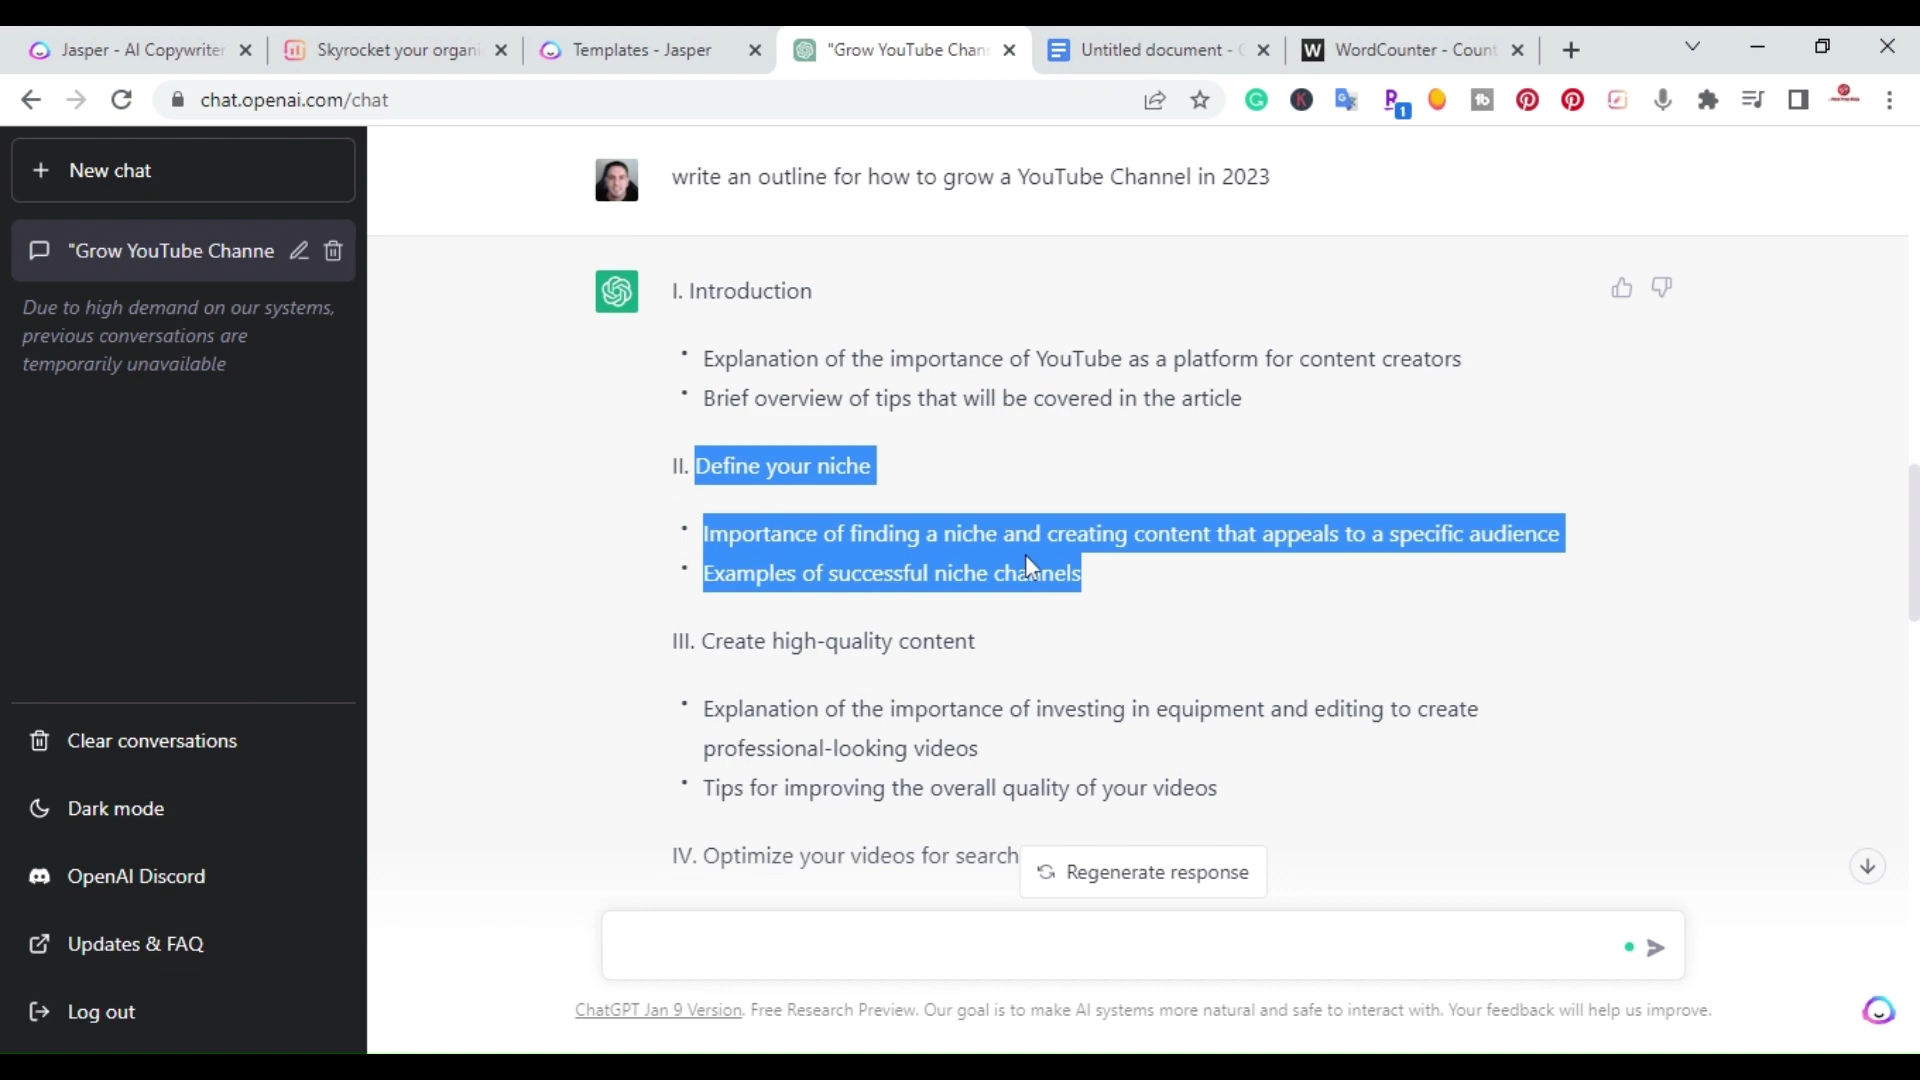 Jasper - AI Copywriter
Skyrocket your organi
Templates - Jasper
"Grow YouTube Chann
Untitled document - G
W WordCounter - Count
chat.openai.com/chat
K
R
1
tb
New chat
"Grow YouTube Channe
Due to high demand on our systems,
previous conversations are
temporarily unavailable
Clear conversations
Dark mode
OpenAI Discord
Updates & FAQ
Log out
write an outline for how to grow a YouTube Channel in 2023
I. Introduction
• Explanation of the importance of YouTube as a platform for content creators
• Brief overview of tips that will be covered in the article
II. Define your niche
• Importance of finding a niche and creating content that appeals to a specific audience
• Examples of successful niche channels
III. Create high-quality content
• Explanation of the importance of investing in equipment and editing to create
professional-looking videos
• Tips for improving the overall quality of your videos
IV. Optimize your videos for search
Regenerate response
ChatGPT Jan 9 Version. Free Research Preview. Our goal is to make AI systems more natural and safe to interact with. Your feedback will help us improve.